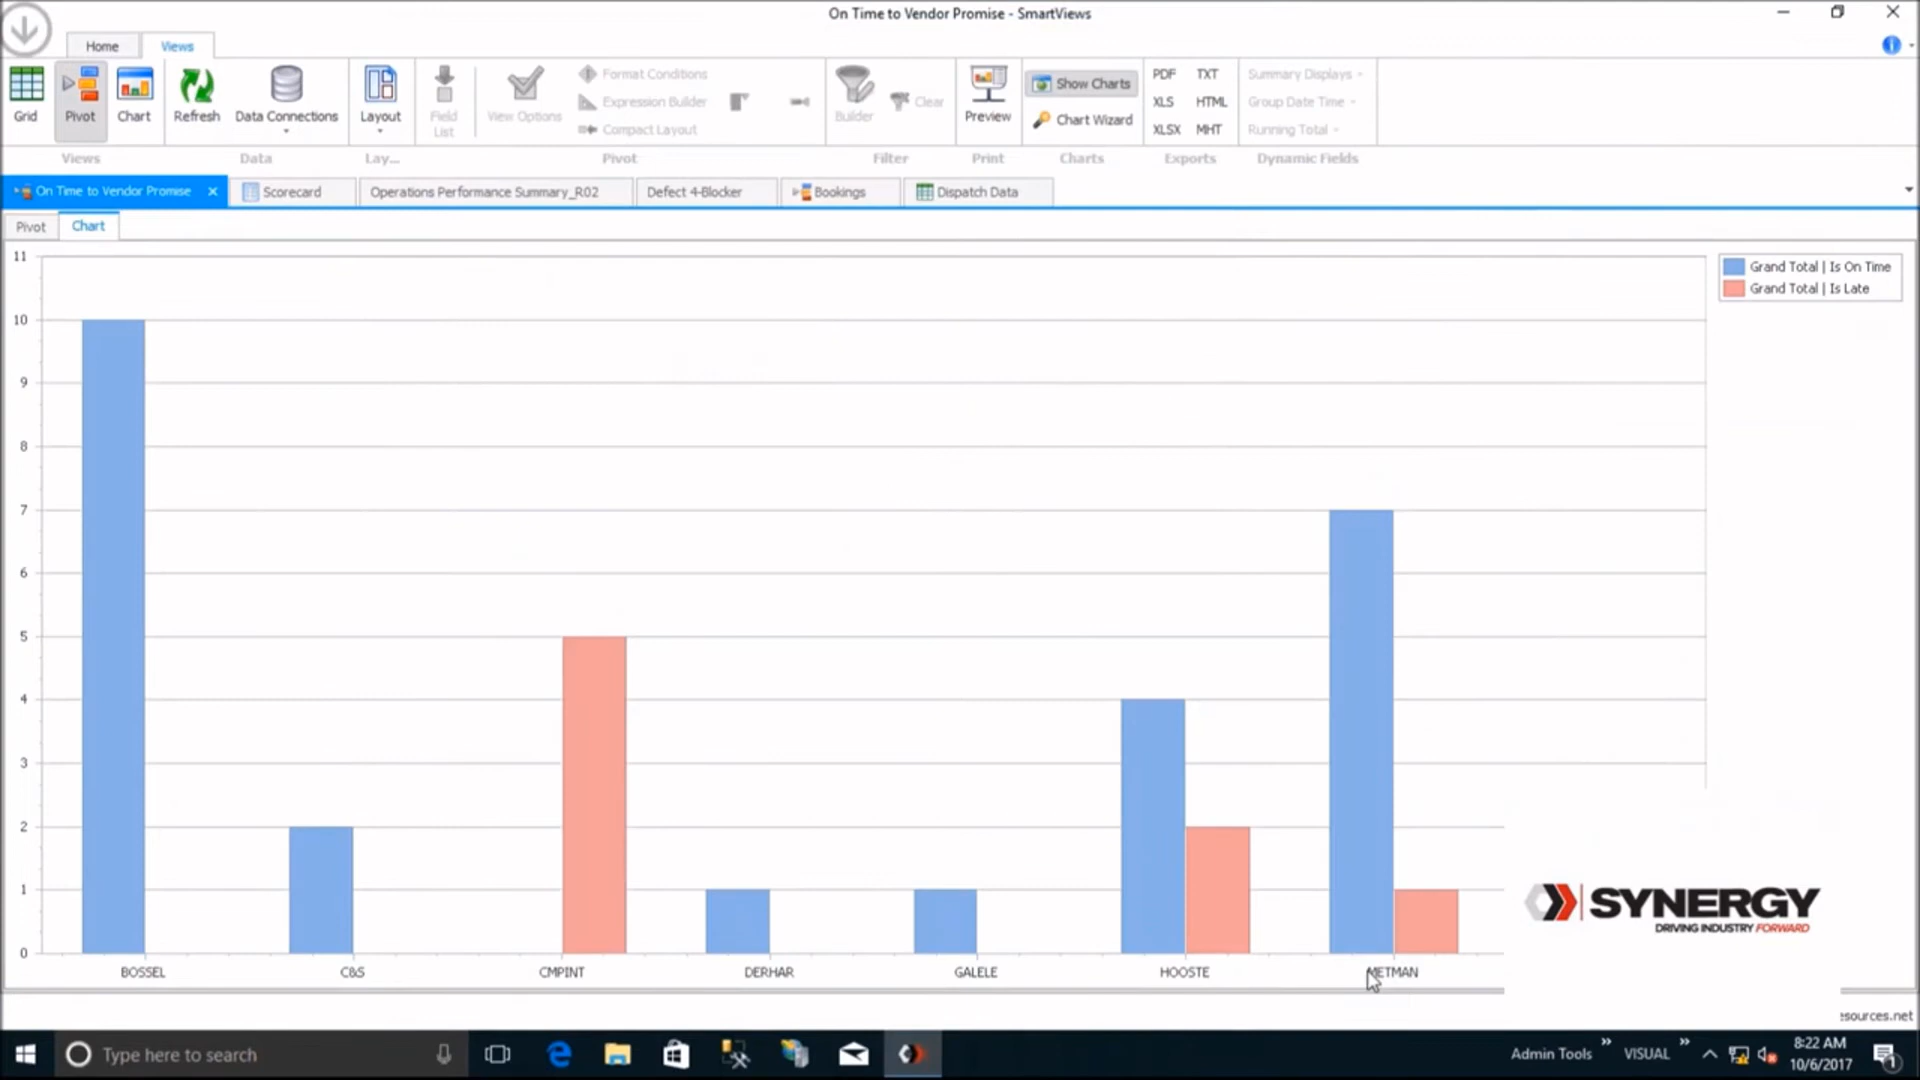 On Time to Vendor Promise - SmartViews
Home Views
Grid Pivot Chart Refresh Data Connections Layout Field List View Options
Format Conditions
Expression Builder
Compact Layout
Builder Clear Preview
Show Charts
Chart Wizard
PDF TXT
XLS HTML
XLSX MHT
Summary Displays
Group Date Time
Running Total
Views Data Lay... Pivot Filter Print Charts Exports Dynamic Fields
On Time to Vendor Promise Scorecard Operations Performance Summary_R02 Defect 4-Blocker Bookings Dispatch Data
Pivot Chart
Grand Total | Is On Time
Grand Total | Is Late
11
10
9
8
7
6
5
4
3
2
1
0
BOSSEL C&S CMPINT DERHAR GALELE HOOSTE METMAN
SYNERGY
DRIVING INDUSTRY FORWARD
esources.net
Type here to search
Admin Tools VISUAL
8:22 AM
10/6/2017
1